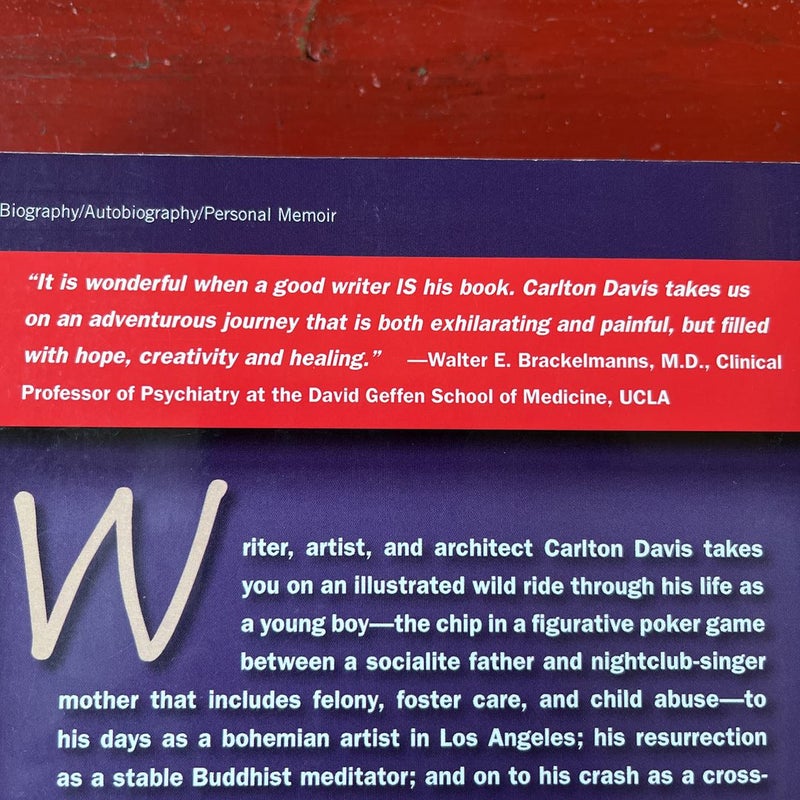 Biography/Autobiography/Personal Memoir
“It is wonderful when a good writer IS his book. Carlton Davis takes us
on an adventurous journey that is both exhilarating and painful, but filled
with hope, creativity and healing.” —Walter E. Brackelmanns, M.D., Clinical
Professor of Psychiatry at the David Geffen School of Medicine, UCLA
Writer, artist, and architect Carlton Davis takes
you on an illustrated wild ride through his life as
a young boy—the chip in a figurative poker game
between a socialite father and nightclub-singer
mother that includes felony, foster care, and child abuse—to
his days as a bohemian artist in Los Angeles; his resurrection
as a stable Buddhist meditator; and on to his crash as a cross-